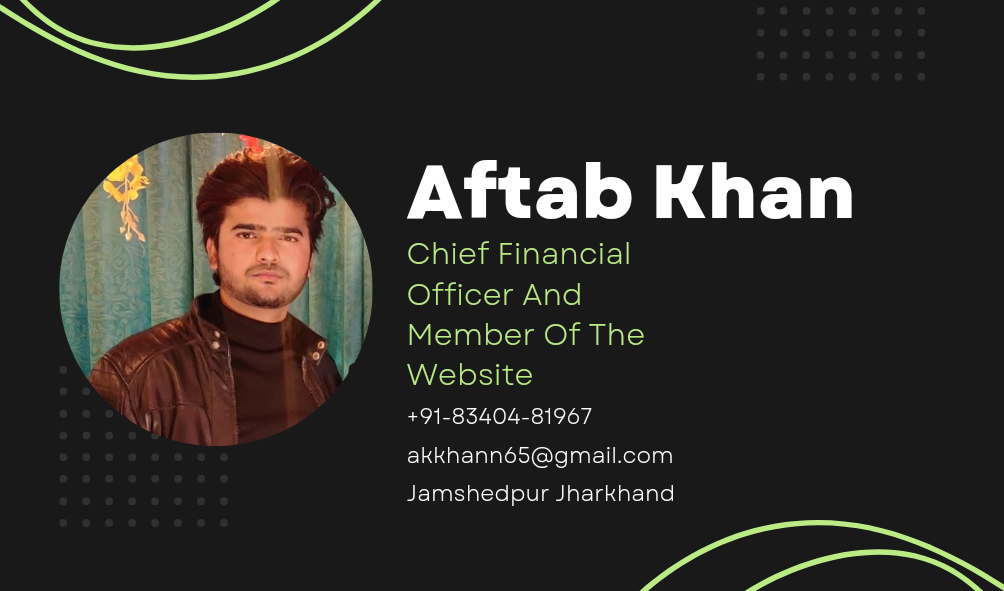 Aftab Khan
Chief Financial
Officer And
Member Of The
Website
+91-83404-81967
akkhann65@gmail.com
Jamshedpur Jharkhand